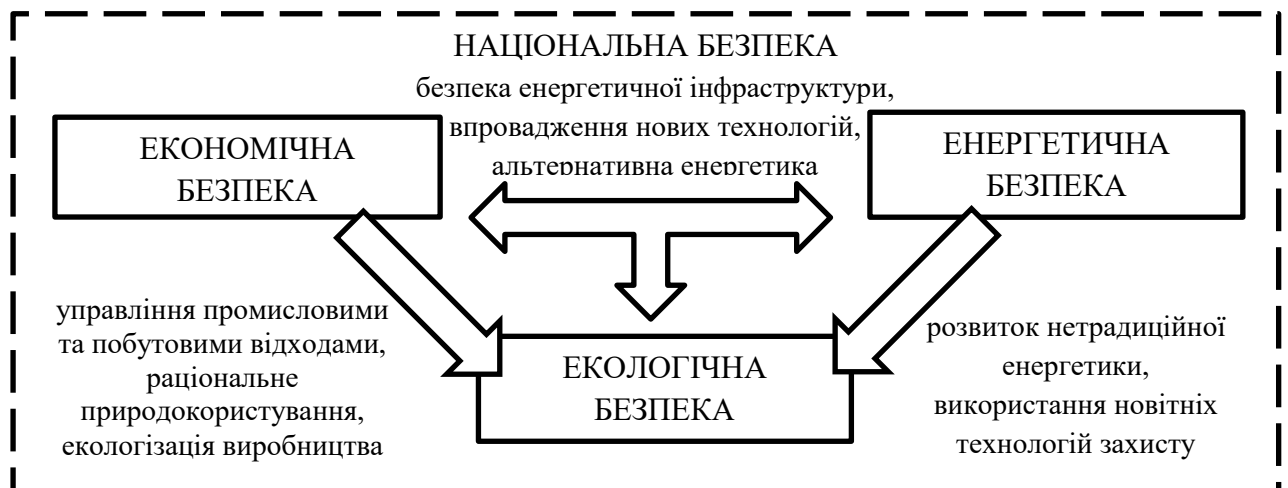 НАЦІОНАЛЬНА БЕЗПЕКА
безпека енергетичної інфраструктури,
впровадження нових технологій,
альтернативна енергетика
ЕКОНОМІЧНА
БЕЗПЕКА
ЕНЕРГЕТИЧНА
БЕЗПЕКА
управління промисловими
та побутовими відходами,
раціональне
природокористування,
екологізація виробництва
ЕКОЛОГІЧНА
БЕЗПЕКА
розвиток нетрадиційної
енергетики,
використання новітніх
технологій захисту